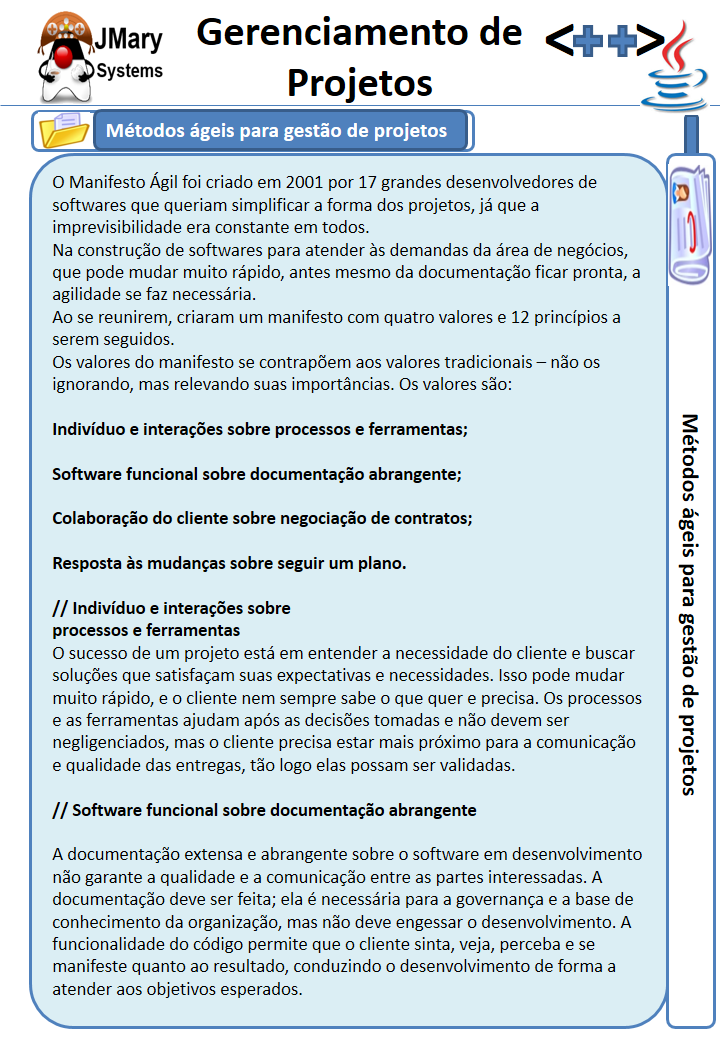 JMary
Systems
Gerenciamento de
Projetos
<++>
Métodos ágeis para gestão de projetos
O Manifesto Ágil foi criado em 2001 por 17 grandes desenvolvedores de
softwares que queriam simplificar a forma dos projetos, já que a
imprevisibilidade era constante em todos.
Na construção de softwares para atender às demandas da área de negócios,
que pode mudar muito rápido, antes mesmo da documentação ficar pronta, a
agilidade se faz necessária.
Ao se reunirem, criaram um manifesto com quatro valores e 12 princípios a
serem seguidos.
Os valores do manifesto se contrapõem aos valores tradicionais – não os
ignorando, mas relevando suas importâncias. Os valores são:
Indivíduo e interações sobre processos e ferramentas;
Software funcional sobre documentação abrangente;
Colaboração do cliente sobre negociação de contratos;
Resposta às mudanças sobre seguir um plano.
// Indivíduo e interações sobre
processos e ferramentas
O sucesso de um projeto está em entender a necessidade do cliente e buscar
soluções que satisfaçam suas expectativas e necessidades. Isso pode mudar
muito rápido, e o cliente nem sempre sabe o que quer e precisa. Os processos
e as ferramentas ajudam após as decisões tomadas e não devem ser
negligenciados, mas o cliente precisa estar mais próximo para a comunicação
e qualidade das entregas, tão logo elas possam ser validadas.
// Software funcional sobre documentação abrangente
A documentação extensa e abrangente sobre o software em desenvolvimento
não garante a qualidade e a comunicação entre as partes interessadas. A
documentação deve ser feita; ela é necessária para a governança e a base de
conhecimento da organização, mas não deve engessar o desenvolvimento. A
funcionalidade do código permite que o cliente sinta, veja, perceba e se
manifeste quanto ao resultado, conduzindo o desenvolvimento de forma a
atender aos objetivos esperados.
Métodos ágeis para gestão de projetos